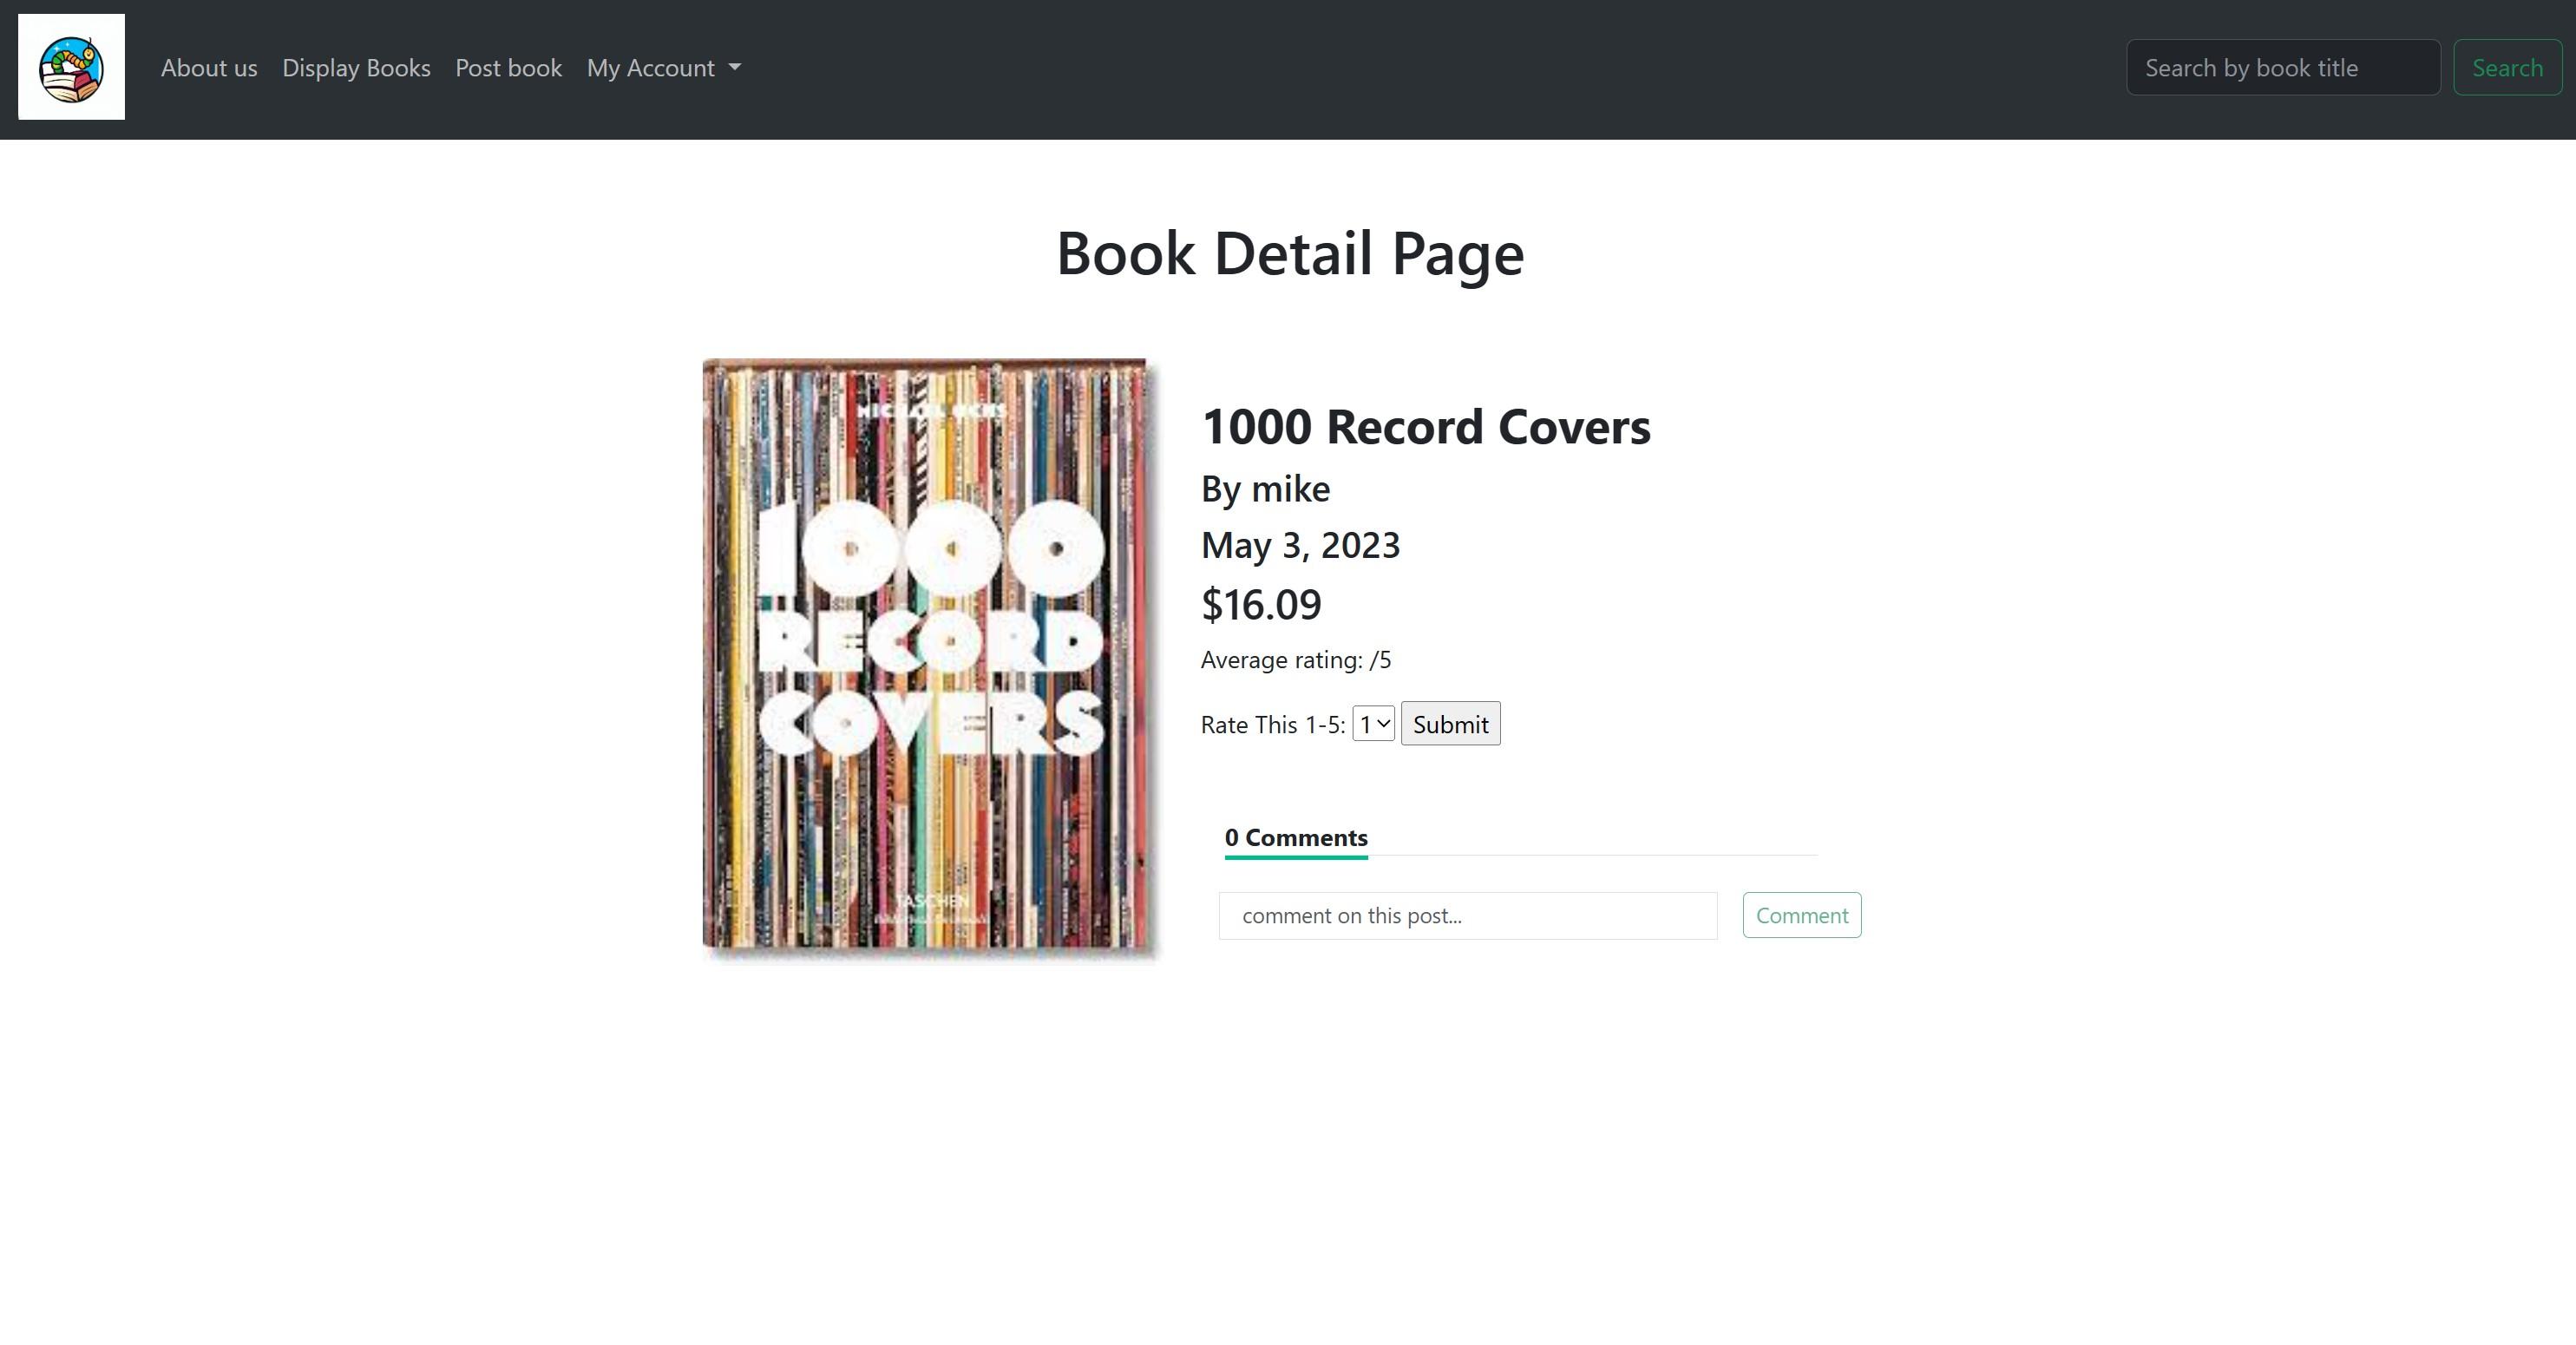 About us
Display Books
Post book
My Account
Search by book title
Search
Book Detail Page
1000
RECORD
COVERS
TASCHEN
1000 Record Covers
By mike
May 3, 2023
$16.09
Average rating: /5
Rate This 1-5: 1 Submit
0 Comments
comment on this post...
Comment